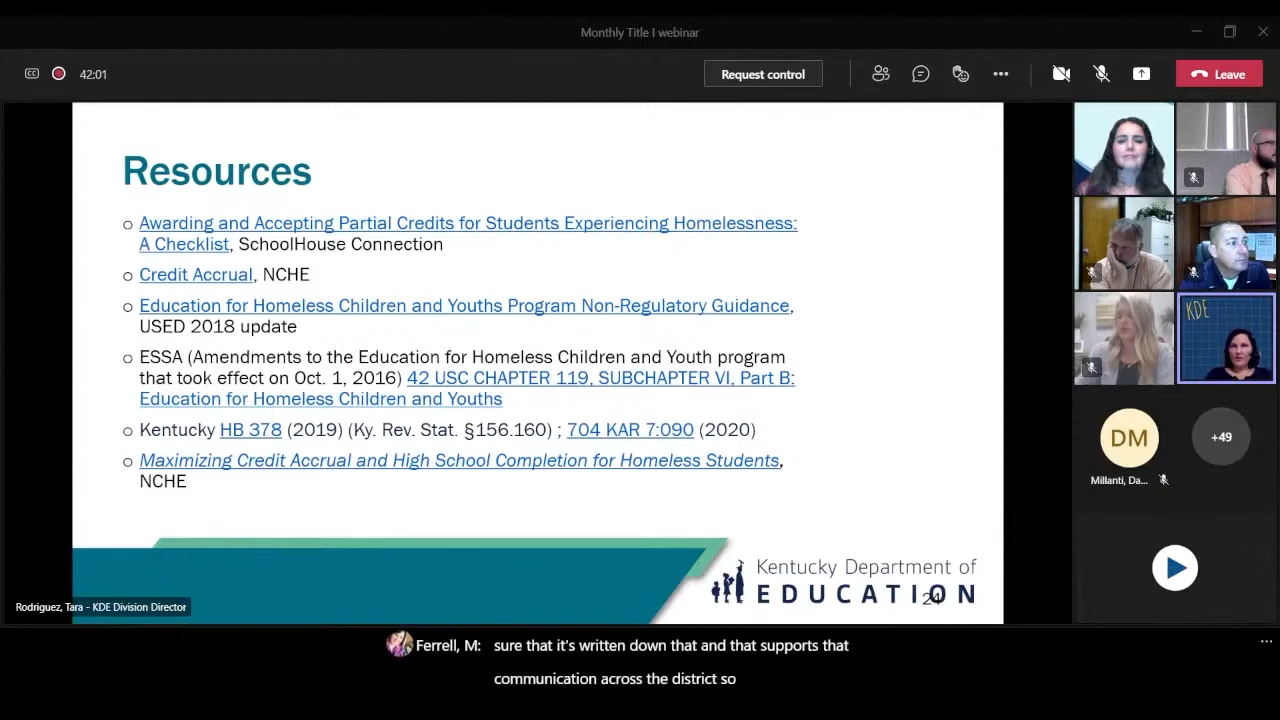 Monthly Title I webinar
CC
42:01
Request control
Leave
Resources
Awarding and Accepting Partial Credits for Students Experiencing Homelessness:
A Checklist, SchoolHouse Connection
Credit Accrual, NCHE
Education for Homeless Children and Youths Program Non-Regulatory Guidance,
USED 2018 update
ESSA (Amendments to the Education for Homeless Children and Youth program
that took effect on Oct. 1, 2016) 42 USC CHAPTER 119, SUBCHAPTER VI, Part B:
Education for Homeless Children and Youths
Kentucky HB 378 (2019) (Ky. Rev. Stat. §156.160) ; 704 KAR 7:090 (2020)
Maximizing Credit Accrual and High School Completion for Homeless Students,
NCHE
Kentucky Department of
EDUCATION
24
Rodriguez, Tara - KDE Division Director
KDE
DM
+49
Millanti, Da...
Ferrell, M: sure that it's written down that and that supports that
communication across the district so